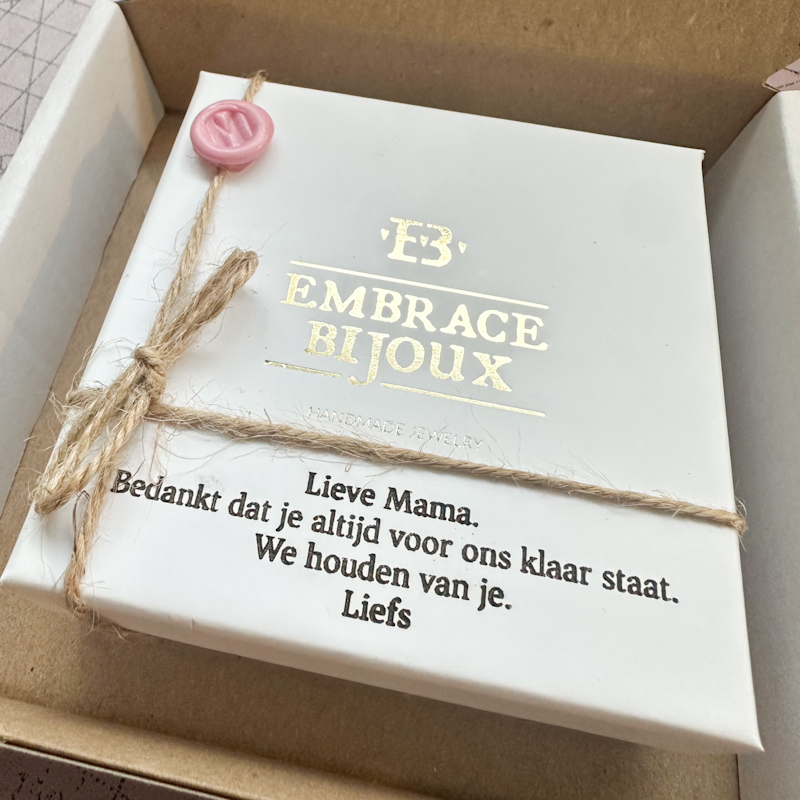 M
EB
EMBRACE
BIJOUX
HANDMADE JEWELRY
Lieve Mama.
Bedankt dat je altijd voor ons klaar staat.
We houden van je.
Liefs